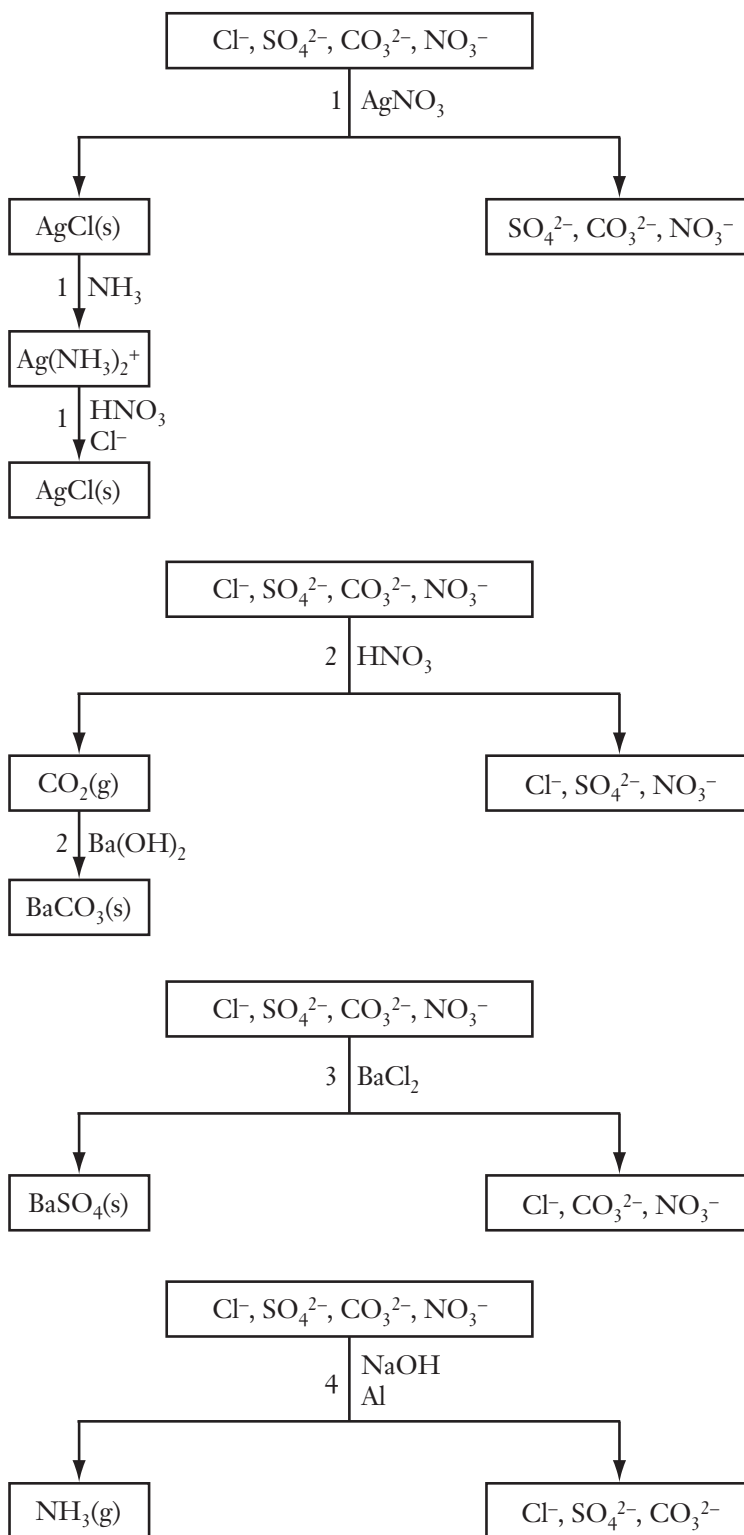 Cl⁻, SO₄²⁻, CO₃²⁻, NO₃⁻
1 AgNO₃
AgCl(s)
SO₄²⁻, CO₃²⁻, NO₃⁻
1 NH₃
Ag(NH₃)₂⁺
1 HNO₃
Cl⁻
AgCl(s)
Cl⁻, SO₄²⁻, CO₃²⁻, NO₃⁻
2 HNO₃
CO₂(g)
Cl⁻, SO₄²⁻, NO₃⁻
2 Ba(OH)₂
BaCO₃(s)
Cl⁻, SO₄²⁻, CO₃²⁻, NO₃⁻
3 BaCl₂
BaSO₄(s)
Cl⁻, CO₃²⁻, NO₃⁻
Cl⁻, SO₄²⁻, CO₃²⁻, NO₃⁻
4 NaOH
Al
NH₃(g)
Cl⁻, SO₄²⁻, CO₃²⁻